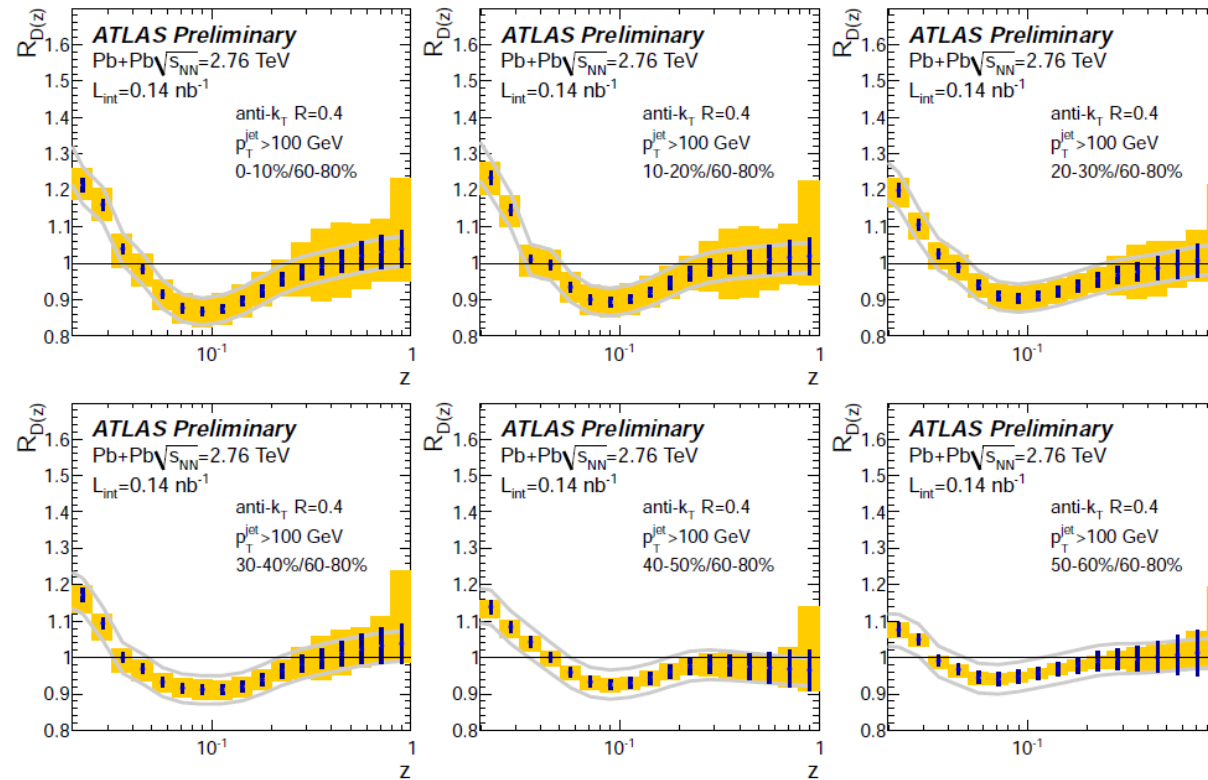 R_D(z)
1.6
1.5
1.4
1.3
1.2
1.1
1
0.9
0.8
ATLAS Preliminary
Pb+Pb√s_NN=2.76 TeV
L_int=0.14 nb⁻¹
anti-k_T R=0.4
p_T^jet>100 GeV
0-10%/60-80%
10⁻¹
1
z
R_D(z)
1.6
1.5
1.4
1.3
1.2
1.1
1
0.9
0.8
ATLAS Preliminary
Pb+Pb√s_NN=2.76 TeV
L_int=0.14 nb⁻¹
anti-k_T R=0.4
p_T^jet>100 GeV
10-20%/60-80%
10⁻¹
1
z
R_D(z)
1.6
1.5
1.4
1.3
1.2
1.1
1
0.9
0.8
ATLAS Preliminary
Pb+Pb√s_NN=2.76 TeV
L_int=0.14 nb⁻¹
anti-k_T R=0.4
p_T^jet>100 GeV
20-30%/60-80%
10⁻¹
R_D(z)
1.6
1.5
1.4
1.3
1.2
1.1
1
0.9
0.8
ATLAS Preliminary
Pb+Pb√s_NN=2.76 TeV
L_int=0.14 nb⁻¹
anti-k_T R=0.4
p_T^jet>100 GeV
30-40%/60-80%
10⁻¹
1
z
R_D(z)
1.6
1.5
1.4
1.3
1.2
1.1
1
0.9
0.8
ATLAS Preliminary
Pb+Pb√s_NN=2.76 TeV
L_int=0.14 nb⁻¹
anti-k_T R=0.4
p_T^jet>100 GeV
40-50%/60-80%
10⁻¹
1
z
R_D(z)
1.6
1.5
1.4
1.3
1.2
1.1
1
0.9
0.8
ATLAS Preliminary
Pb+Pb√s_NN=2.76 TeV
L_int=0.14 nb⁻¹
anti-k_T R=0.4
p_T^jet>100 GeV
50-60%/60-80%
10⁻¹